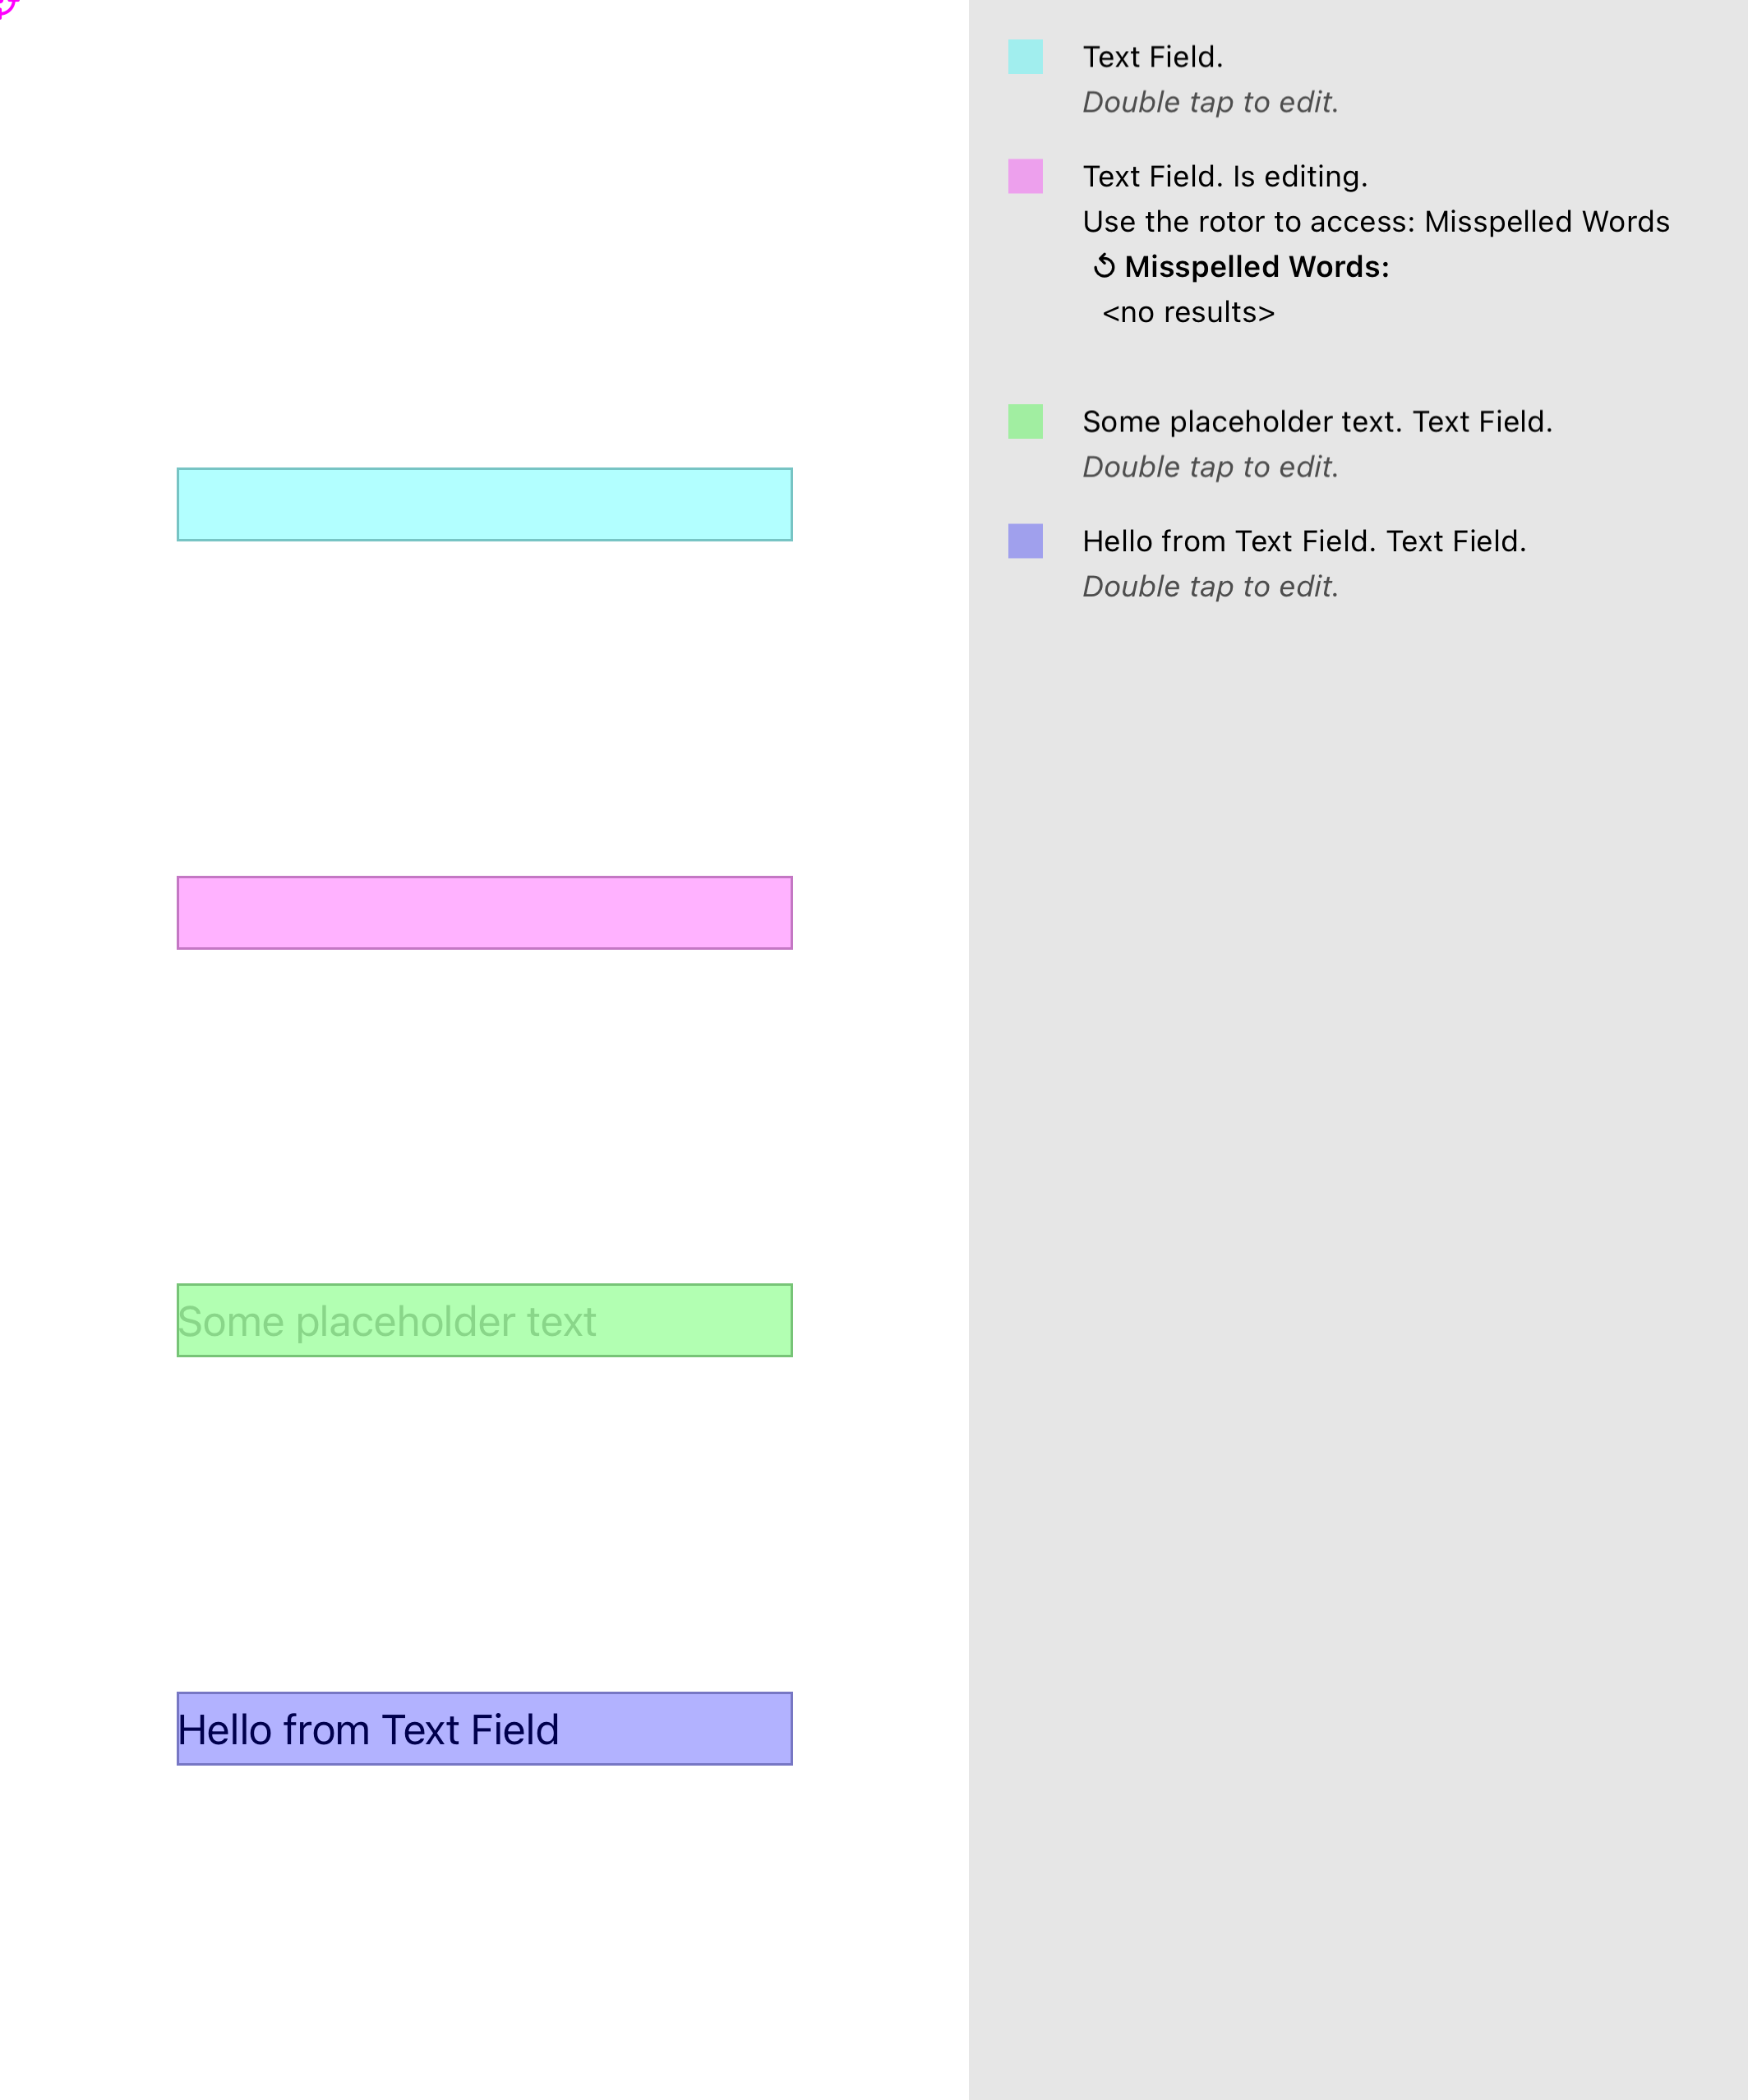 Text Field.
Double tap to edit.
Text Field. Is editing.
Use the rotor to access: Misspelled Words
Misspelled Words:
<no results>
Some placeholder text. Text Field.
Double tap to edit.
Hello from Text Field. Text Field.
Double tap to edit.
Some placeholder text
Hello from Text Field